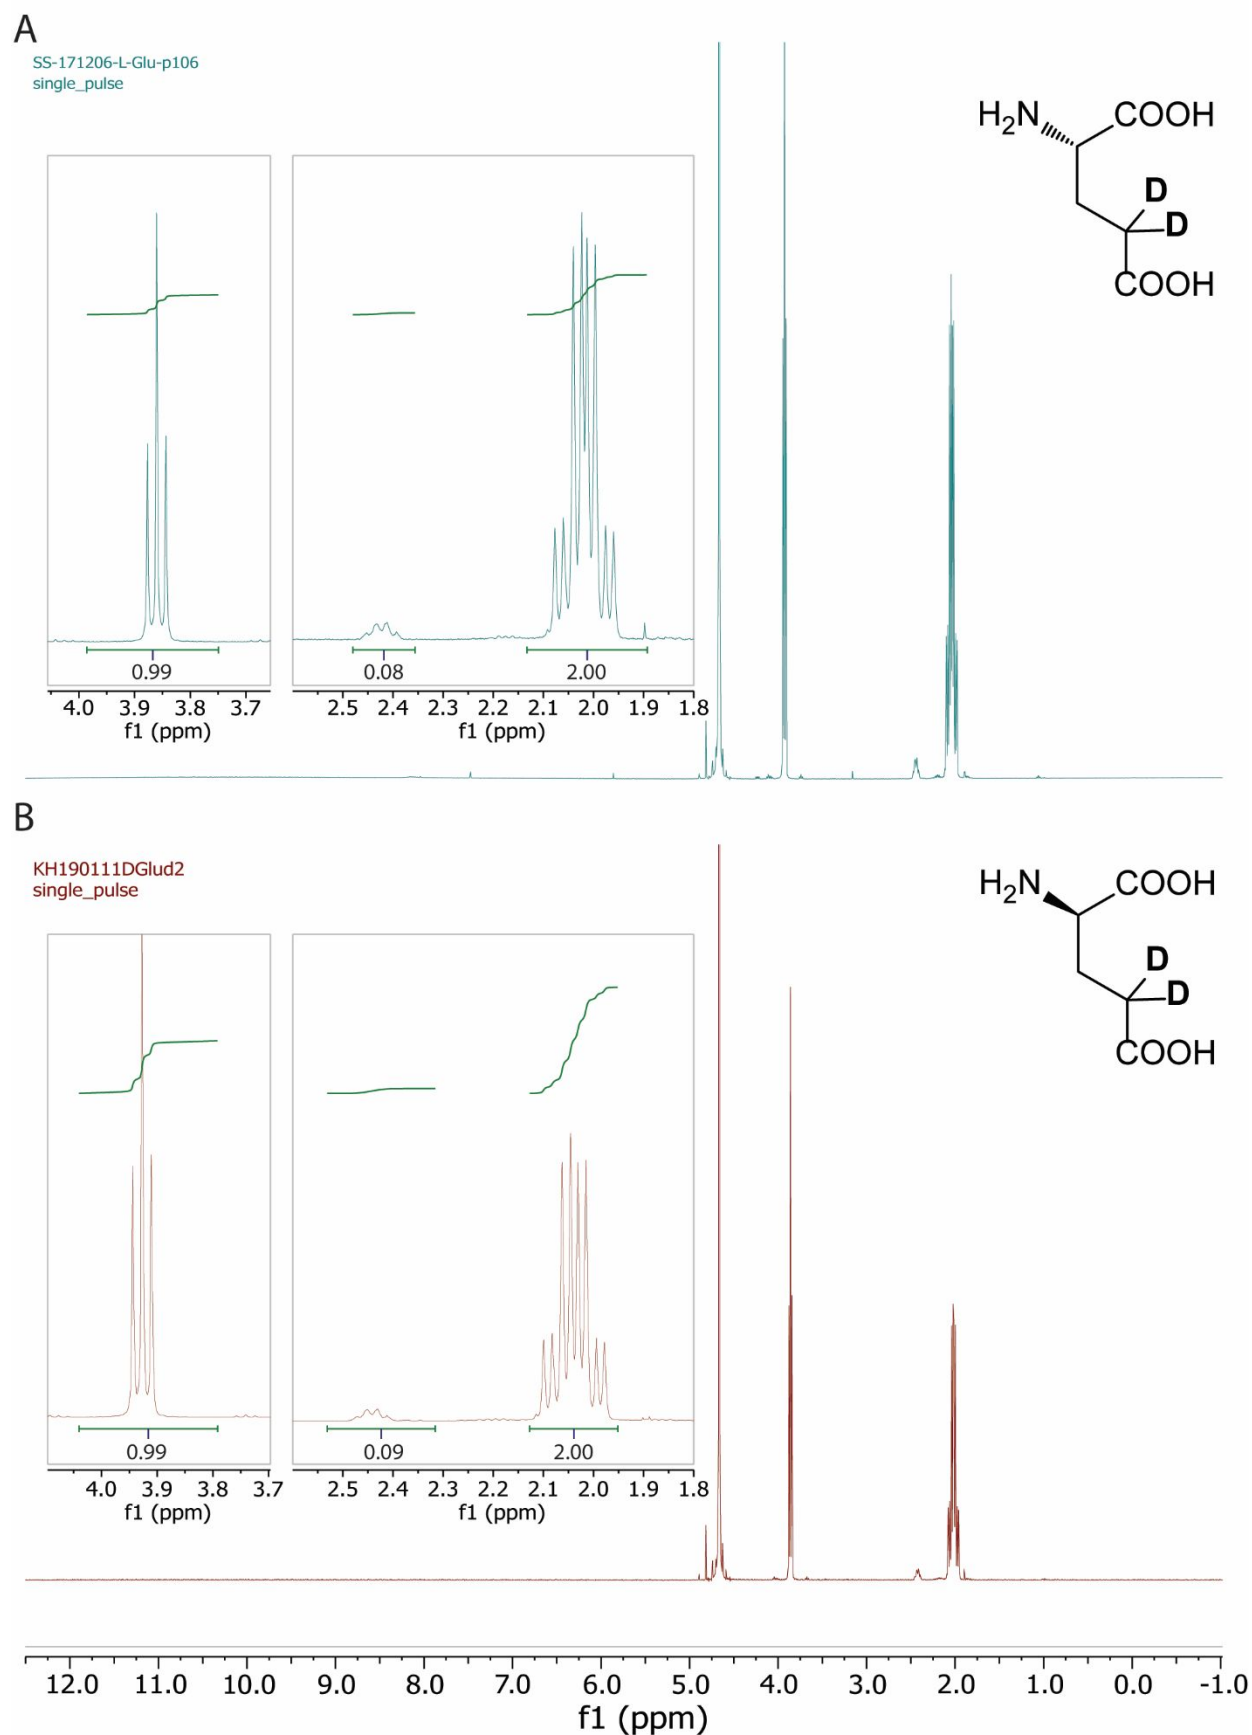 A
SS-171206-L-Glu-p106
single_pulse
H₂N COOH
D
D
COOH
0.99 0.08 2.00
4.0 3.9 3.8 3.7 2.5 2.4 2.3 2.2 2.1 2.0 1.9 1.8
f1 (ppm) f1 (ppm)
B
KH190111DGlud2
single_pulse
H₂N COOH
D
D
COOH
0.99 0.09 2.00
4.0 3.9 3.8 3.7 2.5 2.4 2.3 2.2 2.1 2.0 1.9 1.8
f1 (ppm) f1 (ppm)
12.0 11.0 10.0 9.0 8.0 7.0 6.0 5.0 4.0 3.0 2.0 1.0 0.0 -1.0
f1 (ppm)